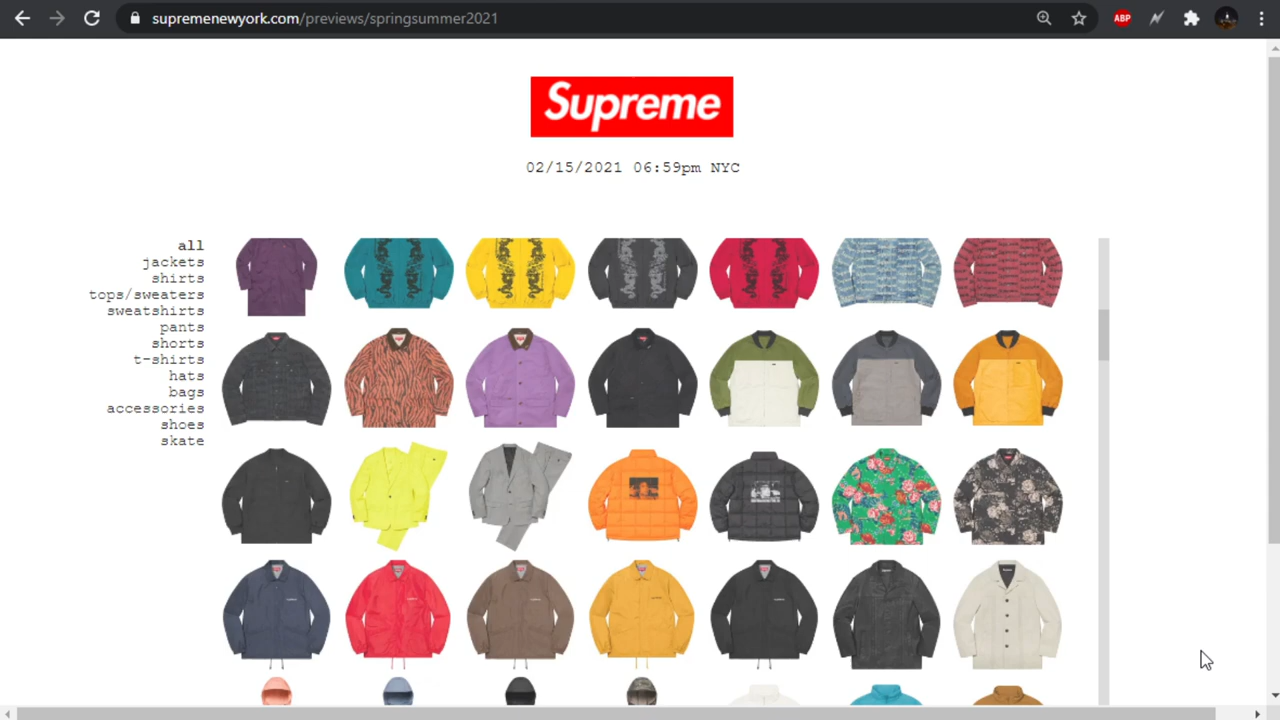 supremenewyork.com/previews/springsummer2021
ABP
Supreme
02/15/2021 06:59pm NYC
all
jackets
shirts
tops/sweaters
sweatshirts
pants
shorts
t-shirts
hats
bags
accessories
shoes
skate